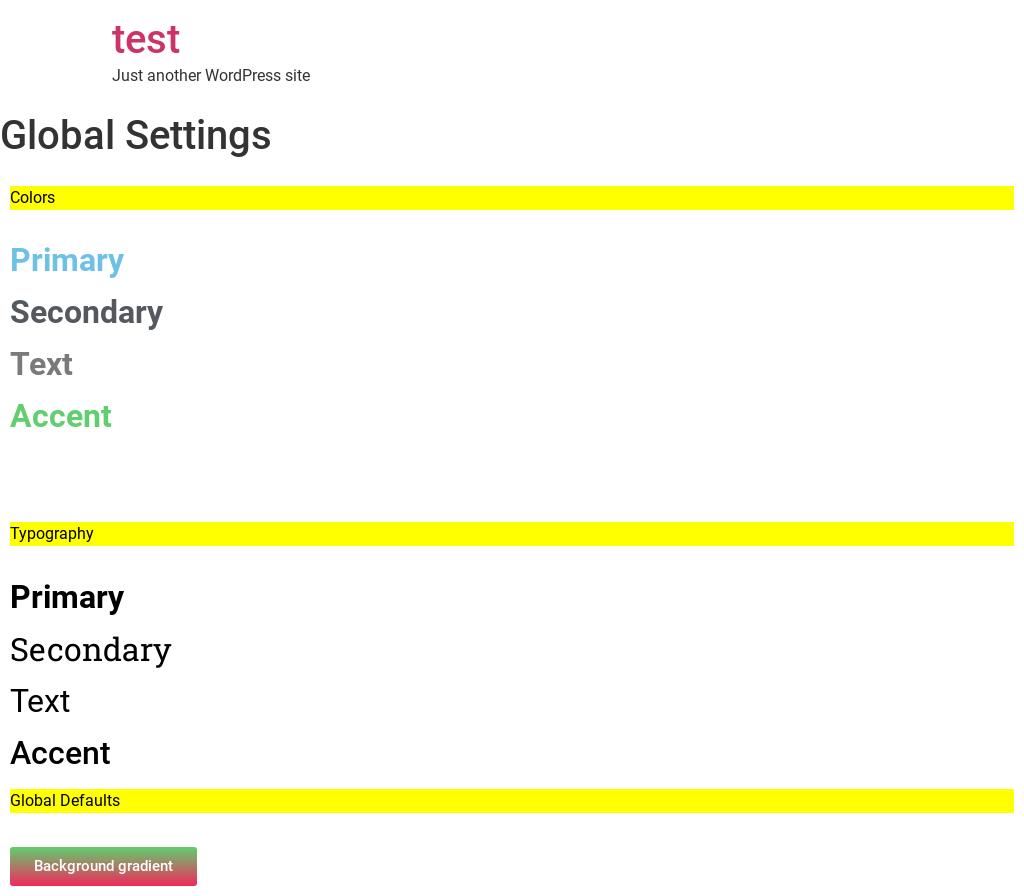 test
Just another WordPress site
Global Settings
Colors
Primary
Secondary
Text
Accent
Typography
Primary
Secondary
Text
Accent
Global Defaults
Background gradient